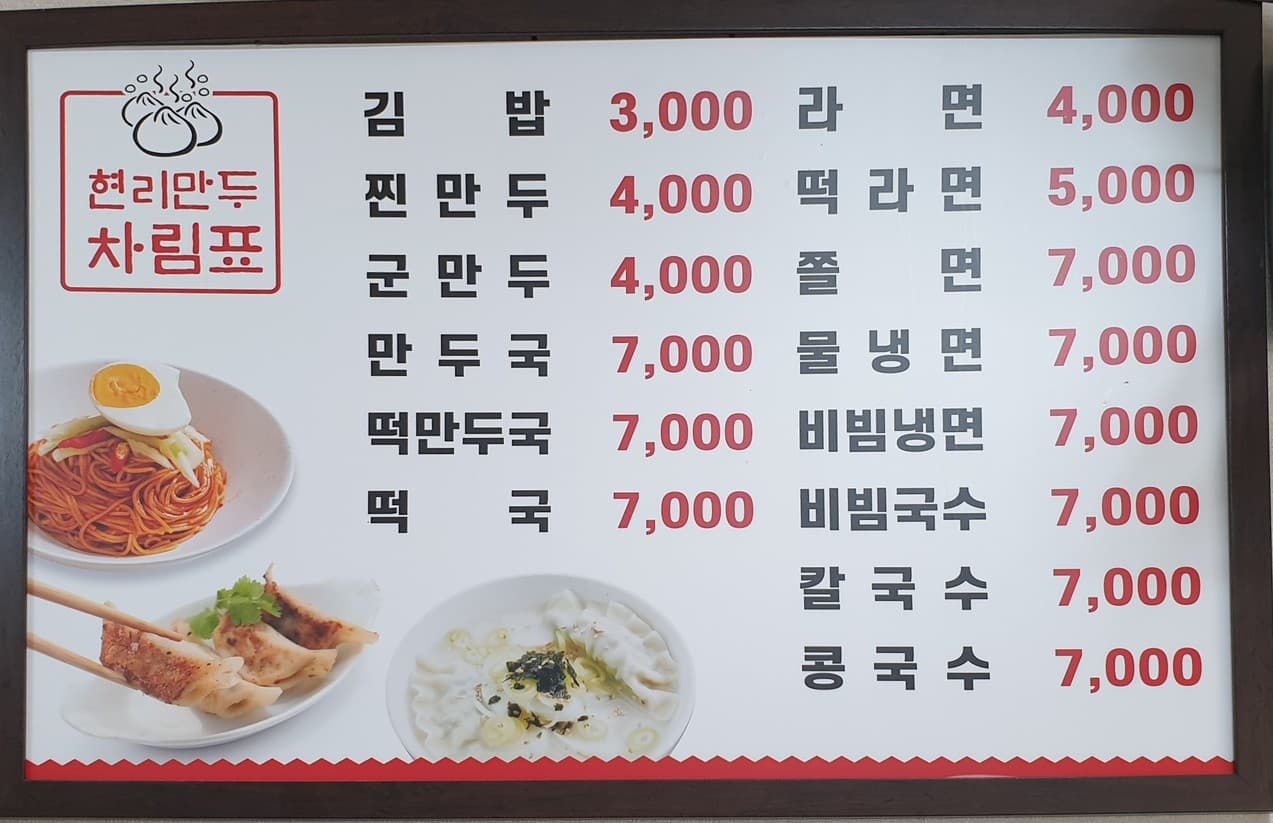 현리만두
차림표
김밥 3,000
찐만두 4,000
군만두 4,000
만두국 7,000
떡만두국 7,000
떡국 7,000
라면 4,000
떡라면 5,000
쫄면 7,000
물냉면 7,000
비빔냉면 7,000
비빔국수 7,000
칼국수 7,000
콩국수 7,000